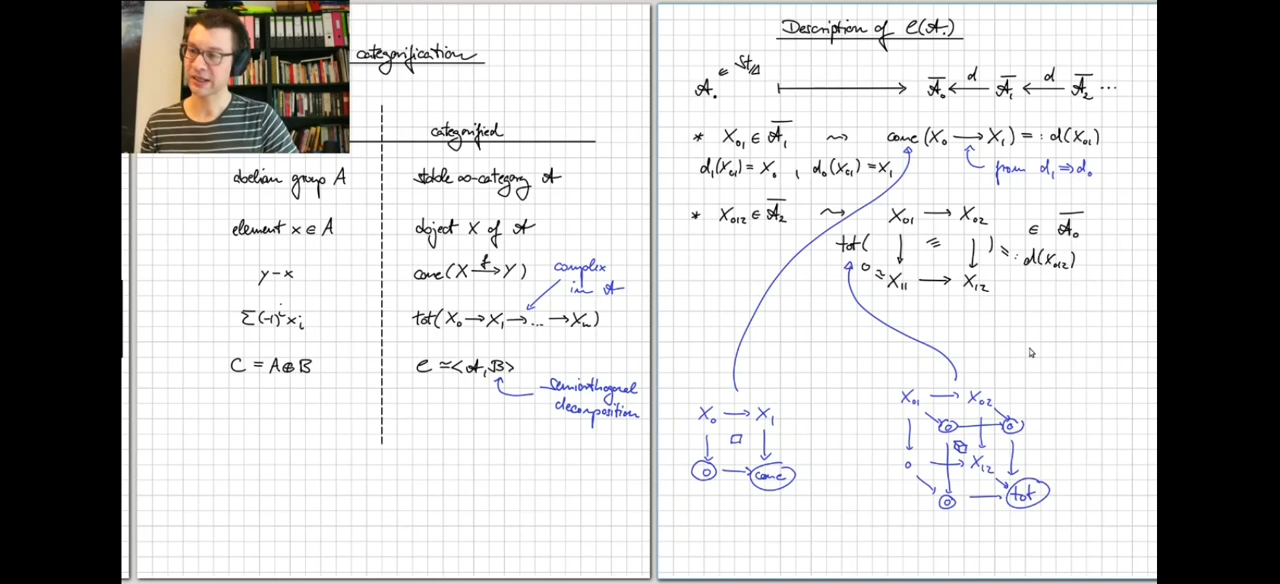 categorification
categorified
abelian group A
stable ∞-category 𝒜
element x ∈ A
object X of 𝒜
y-x
cone(X →f Y)
complex in 𝒜
Σ(-1)^i x_i
tot(X_0 → X_1 → ... → X_n)
C = A⊕B
𝒞 ≃ <𝒜, ℬ>
semiorthogonal
decomposition
Description of 𝒞(𝒜.)
𝒜. ∈ St_Δ ⟼ 𝒜̄_0 ←d 𝒜̄_1 ←d 𝒜̄_2 ...
* X_01 ∈ 𝒜̄_1 ⇝ cone(X_0 → X_1) =: d(X_01)
d_1(X_01) = X_0 , d_0(X_01) = X_1
from d_1 ⇒ d_0
* X_012 ∈ 𝒜̄_2 ⇝ X_01 → X_02
∈ 𝒜̄_0
tot( ↓ ≃ ↓ ) =: d(X_012)
0 ≃ X_11 → X_12
X_01 → X_02
X_0 → X_1
0 0
□
0 → X_12
0 → cone
0 → tot